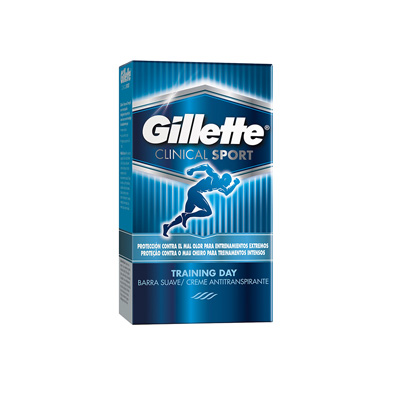 Gillette®
CLINICAL SPORT
PROTECCIÓN CONTRA EL MAL OLOR PARA ENTRENAMIENTOS EXTREMOS
PROTEÇÃO CONTRA O MAU CHEIRO PARA TREINAMENTOS INTENSOS
TRAINING DAY
BARRA SUAVE/ CREME ANTITRANSPIRANTE